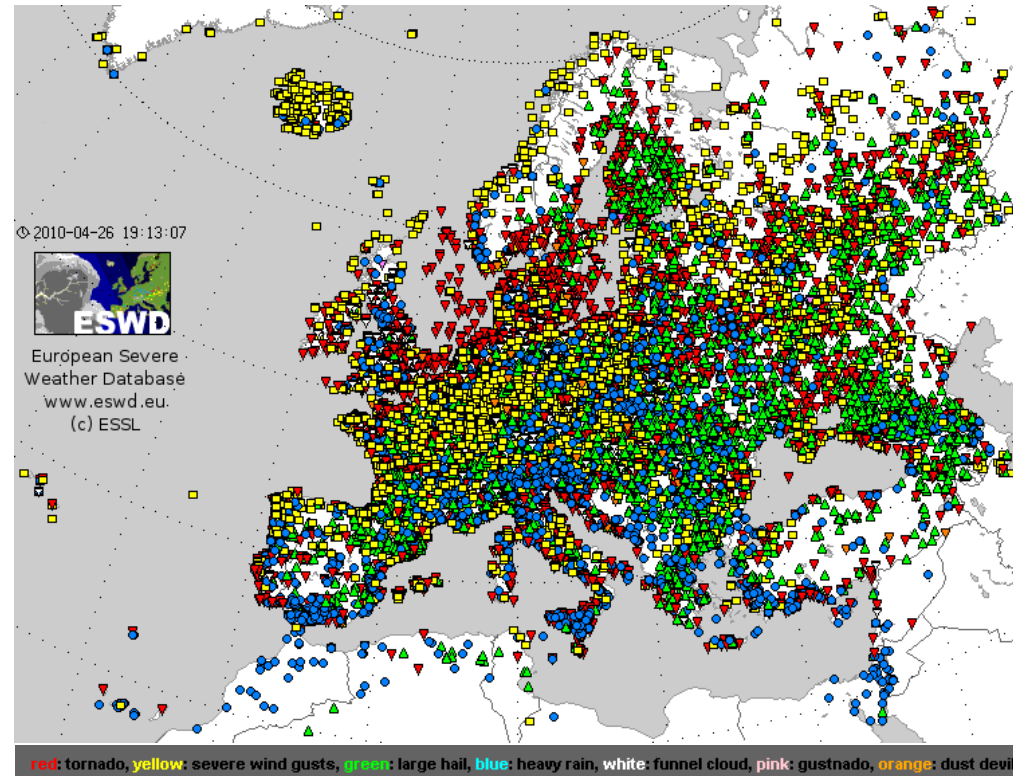 2010-04-26 19:13:07
ESWD
European Severe
Weather Database
www.eswd.eu
(c) ESSL
red: tornado, yellow: severe wind gusts, green: large hail, blue: heavy rain, white: funnel cloud, pink: gustnado, orange: dust devil